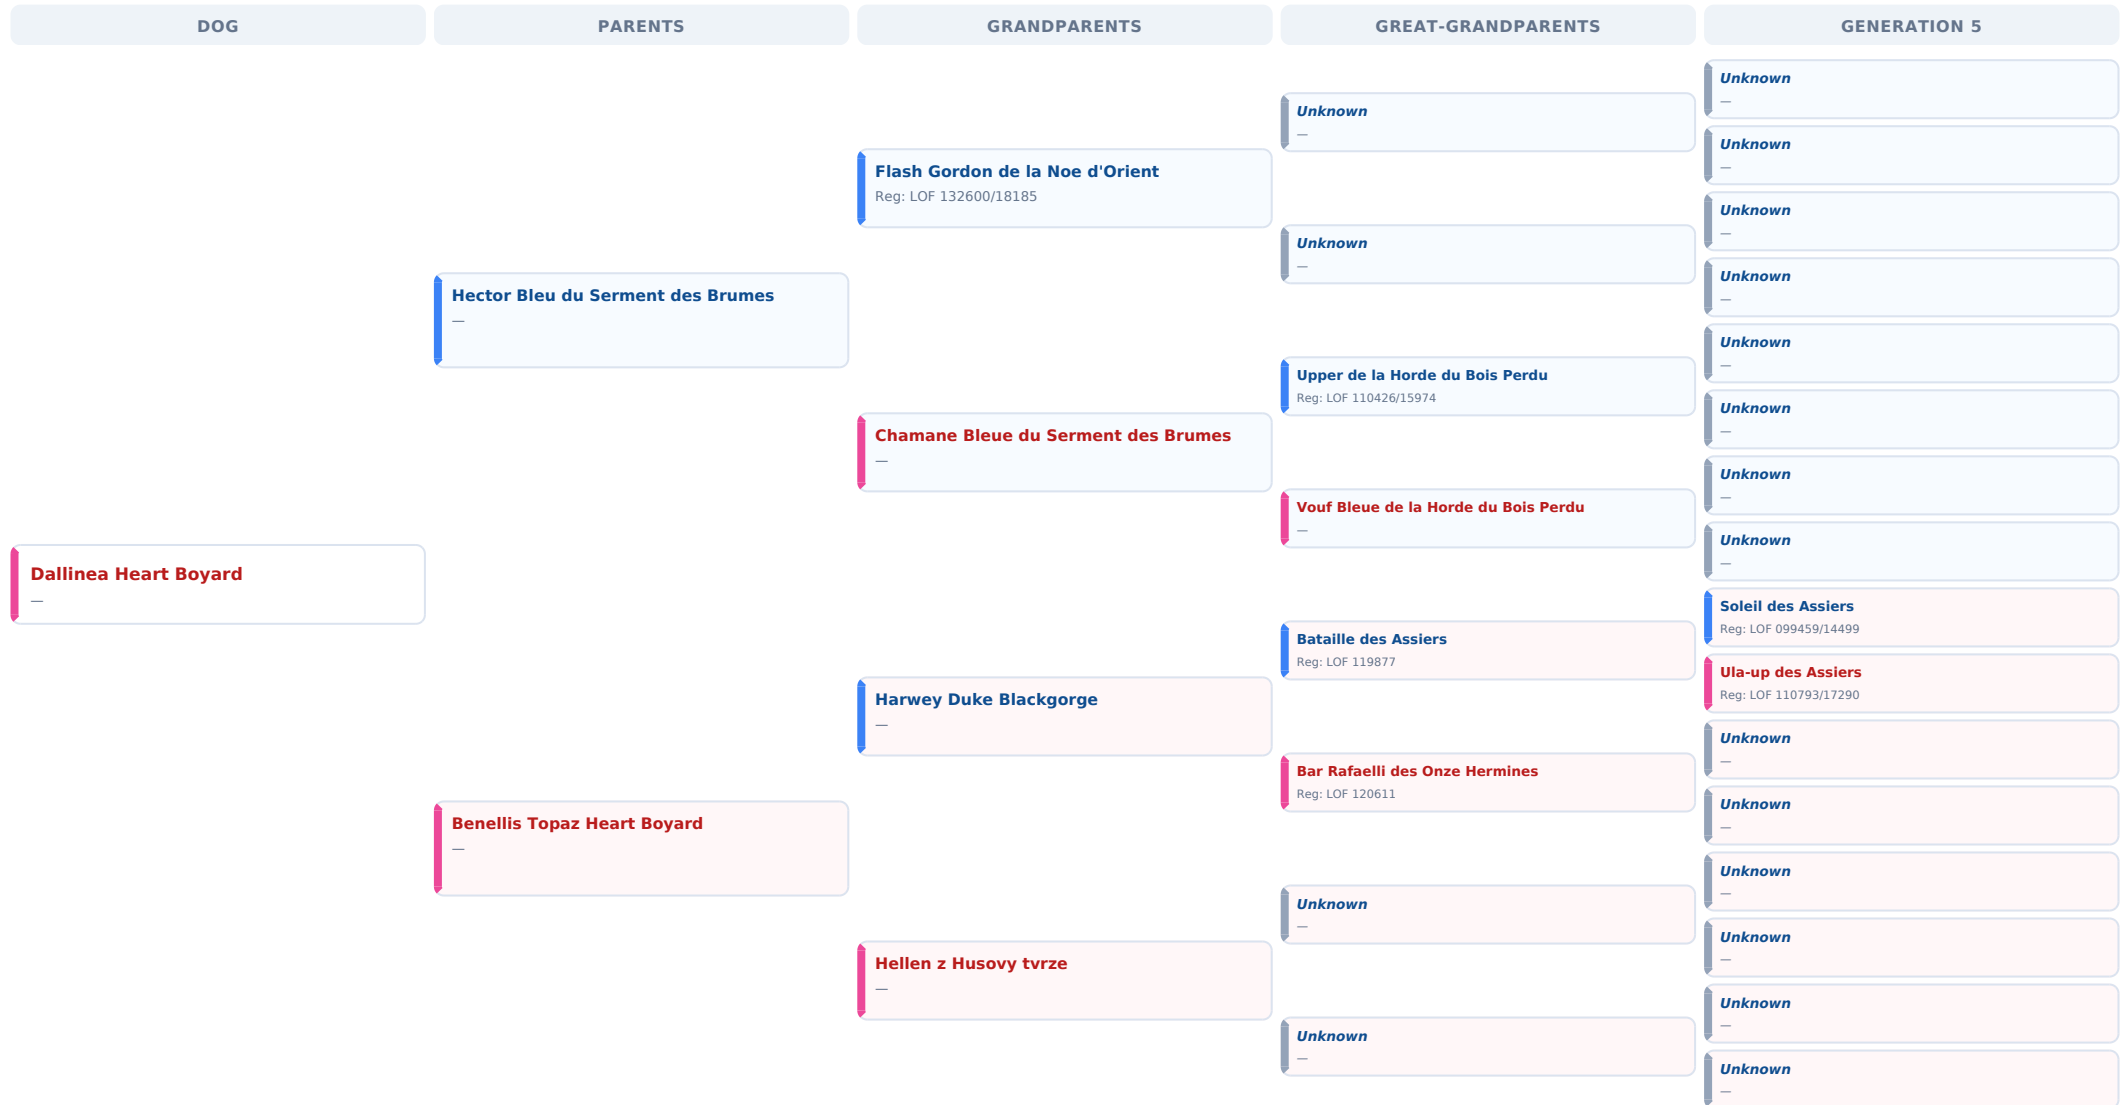 DOG
PARENTS
GRANDPARENTS
GREAT-GRANDPARENTS
GENERATION 5
Dallinea Heart Boyard
—
Hector Bleu du Serment des Brumes
—
Benellis Topaz Heart Boyard
—
Flash Gordon de la Noe d'Orient
Reg: LOF 132600/18185
Chamane Bleue du Serment des Brumes
—
Harwey Duke Blackgorge
—
Hellen z Husovy tvrze
—
Unknown
—
Unknown
—
Upper de la Horde du Bois Perdu
Reg: LOF 110426/15974
Vouf Bleue de la Horde du Bois Perdu
—
Bataille des Assiers
Reg: LOF 119877
Bar Rafaelli des Onze Hermines
Reg: LOF 120611
Unknown
—
Unknown
—
Unknown
—
Unknown
—
Unknown
—
Unknown
—
Unknown
—
Unknown
—
Unknown
—
Unknown
—
Soleil des Assiers
Reg: LOF 099459/14499
Ula-up des Assiers
Reg: LOF 110793/17290
Unknown
—
Unknown
—
Unknown
—
Unknown
—
Unknown
—
Unknown
—